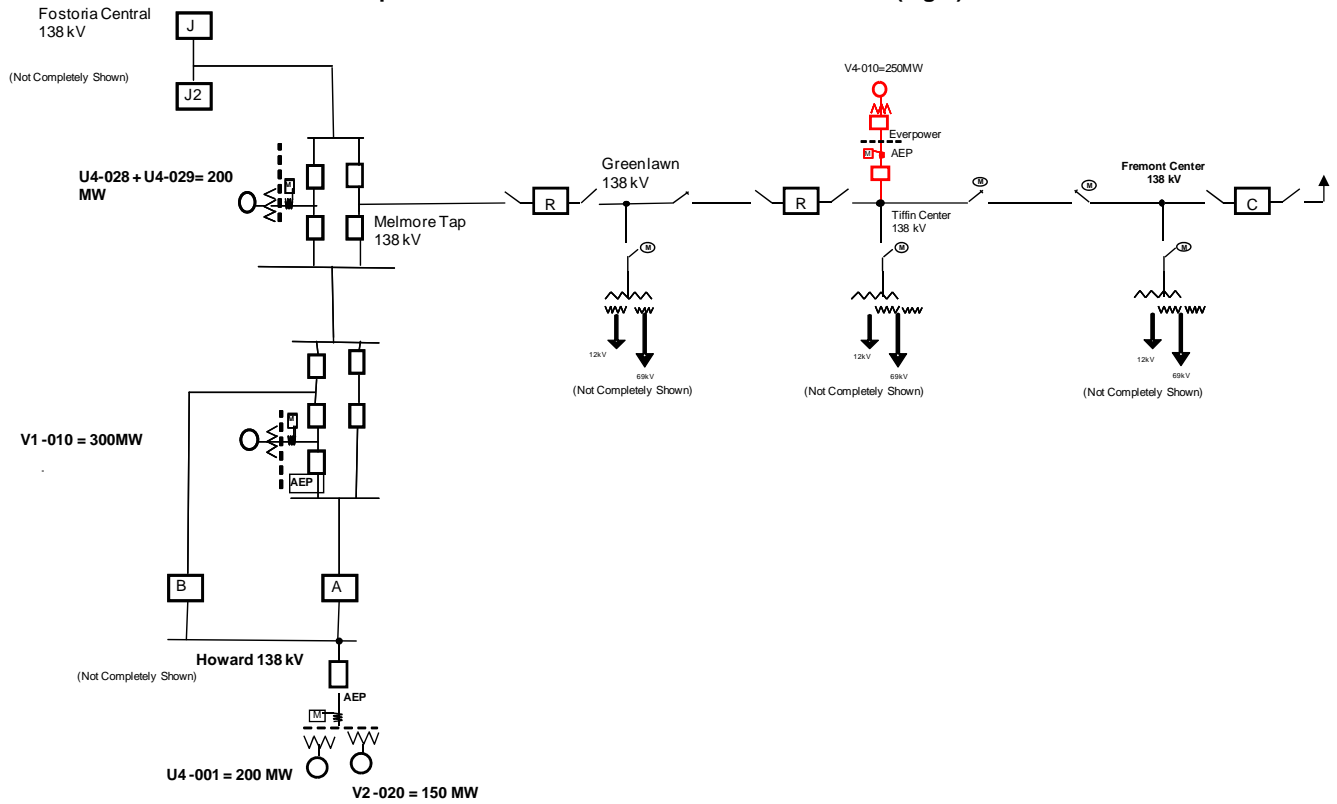 Fostoria Central
138 kV
J
(Not Completely Shown)
J2
V4-010=250MW
Everpower
M
AEP
U4-028 + U4-029= 200
MW
M
Melmore Tap
138 kV
R
Greenlawn
138 kV
M
12kV
69kV
(Not Completely Shown)
R
Tiffin Center
138 kV
M
M
12kV
69kV
(Not Completely Shown)
M
Fremont Center
138 kV
C
M
12kV
69kV
(Not Completely Shown)
V1-010 = 300MW
M
AEP
B
A
Howard 138 kV
(Not Completely Shown)
AEP
M
U4-001 = 200 MW
V2-020 = 150 MW